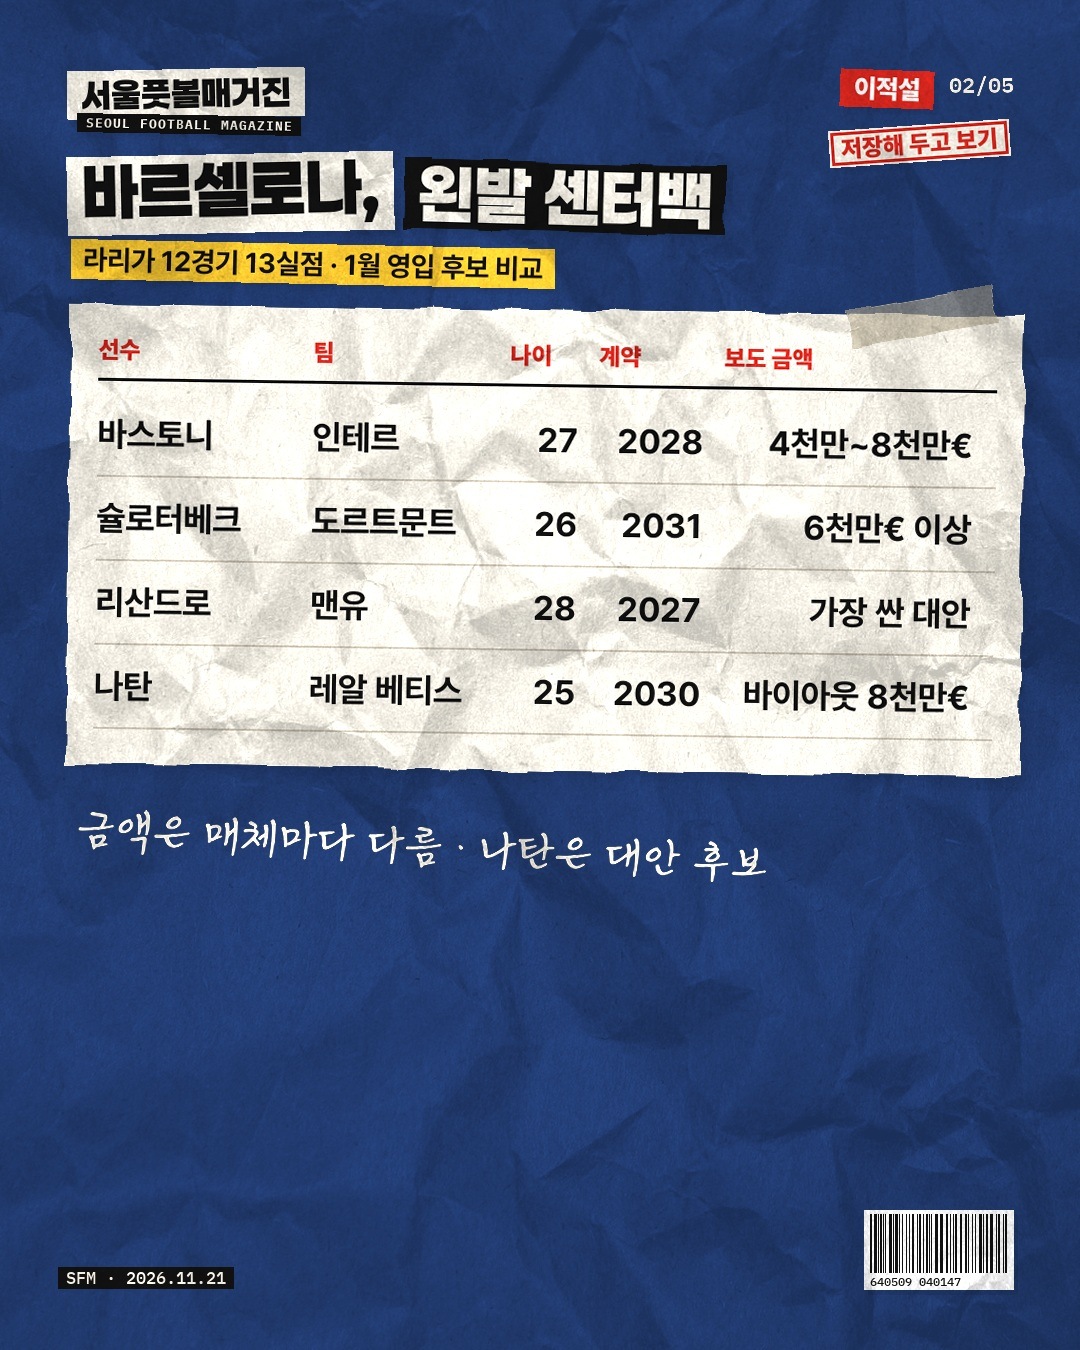 서울풋볼매거진
SEOUL FOOTBALL MAGAZINE
이적설 02/05
저장해 두고 보기
바르셀로나, 왼발 센터백
라리가 12경기 13실점 · 1월 영입 후보 비교
선수 팀 나이 계약 보도 금액
바스토니 인테르 27 2028 4천만~8천만€
슐로터베크 도르트문트 26 2031 6천만€ 이상
리산드로 맨유 28 2027 가장 싼 대안
나탄 레알 베티스 25 2030 바이아웃 8천만€
금액은 매체마다 다름 · 나탄은 대안 후보
SFM · 2026.11.21
640509 040147